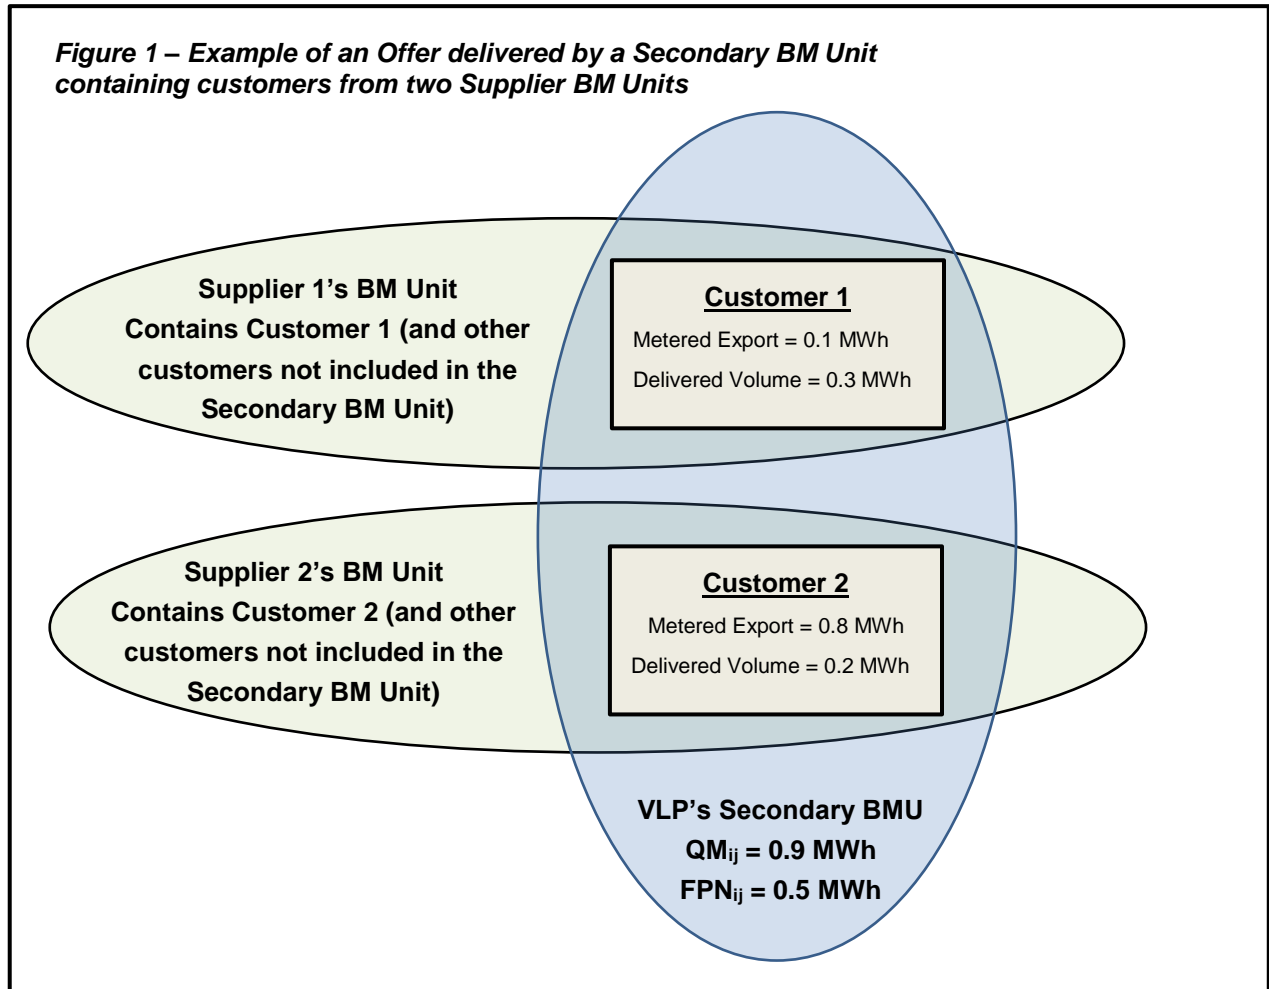 Figure 1 – Example of an Offer delivered by a Secondary BM Unit
containing customers from two Supplier BM Units
Supplier 1's BM Unit
Contains Customer 1 (and other
customers not included in the
Secondary BM Unit)
Customer 1
Metered Export = 0.1 MWh
Delivered Volume = 0.3 MWh
Supplier 2's BM Unit
Contains Customer 2 (and other
customers not included in the
Secondary BM Unit)
Customer 2
Metered Export = 0.8 MWh
Delivered Volume = 0.2 MWh
VLP's Secondary BMU
QMij = 0.9 MWh
FPNij = 0.5 MWh